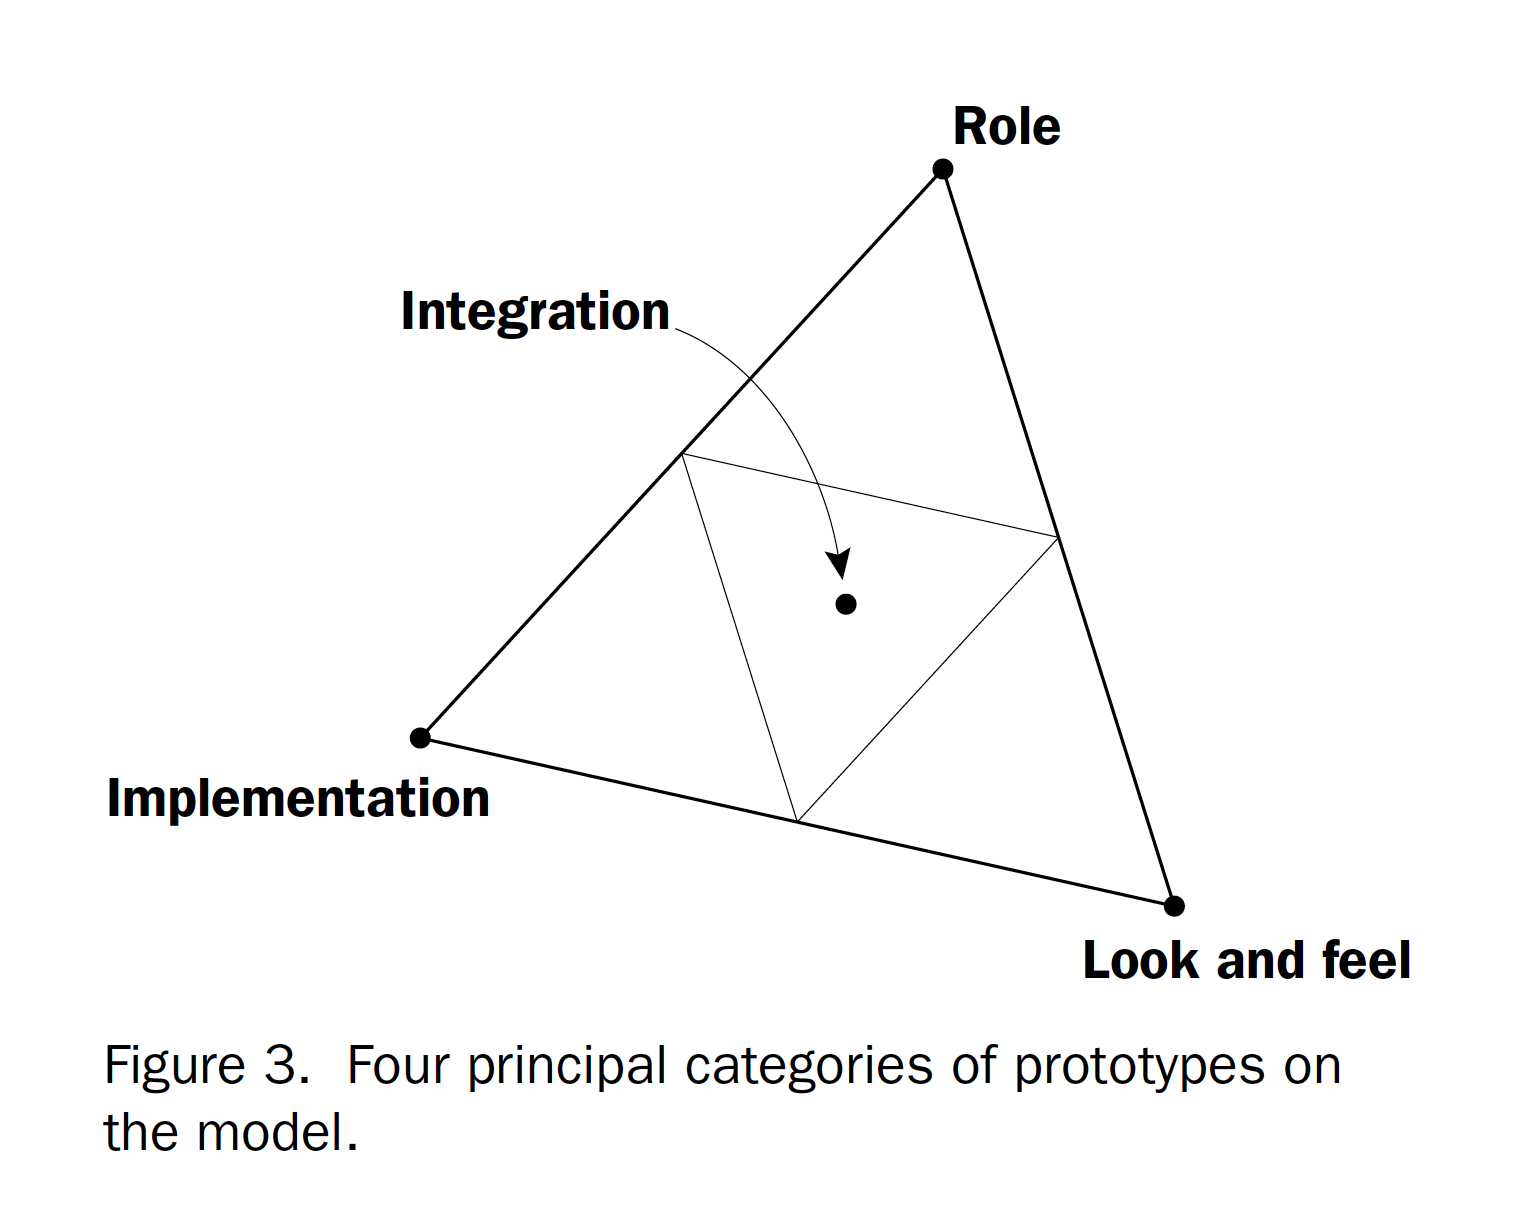 Role
Integration
Implementation
Look and feel
Figure 3. Four principal categories of prototypes on
the model.